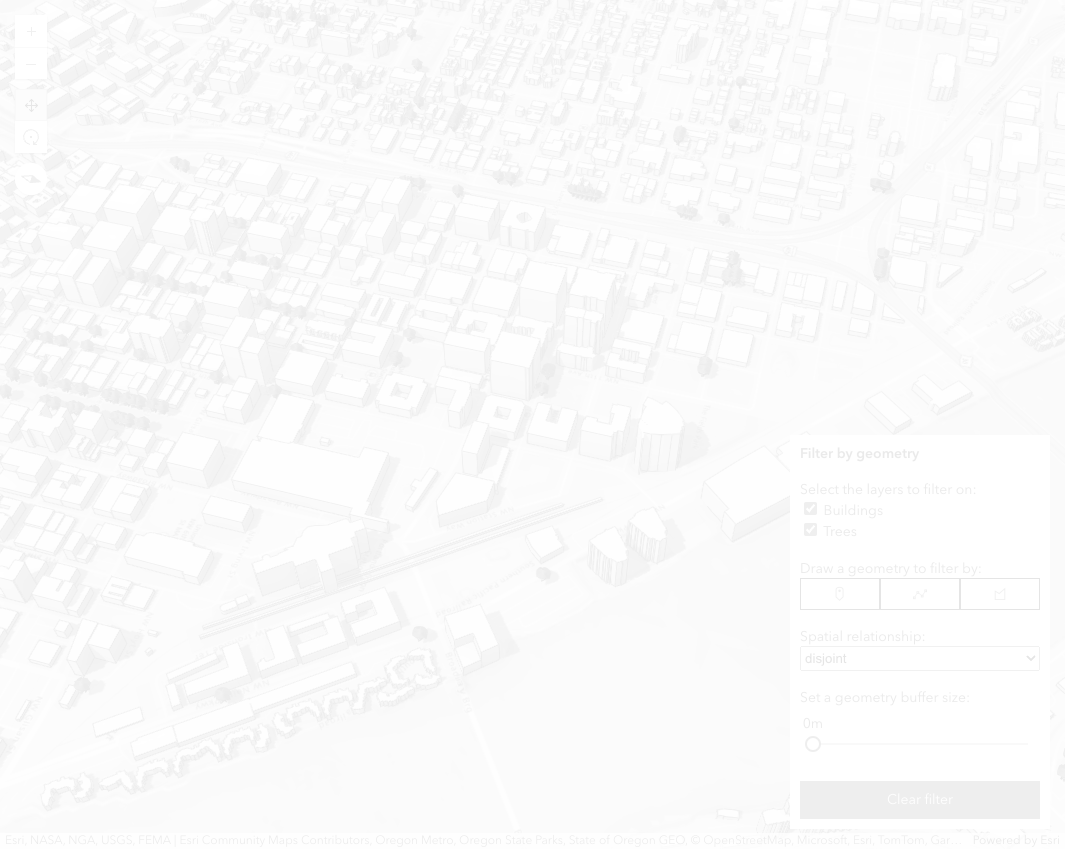 Filter by geometry
Select the layers to filter on:
Buildings
Trees
Draw a geometry to filter by:
Spatial relationship:
disjoint
Set a geometry buffer size:
0m
Clear filter
Esri, NASA, NGA, USGS, FEMA | Esri Community Maps Contributors, Oregon Metro, Oregon State Parks, State of Oregon GEO, © OpenStreetMap, Microsoft, Esri, TomTom, Gar... Powered by Esri